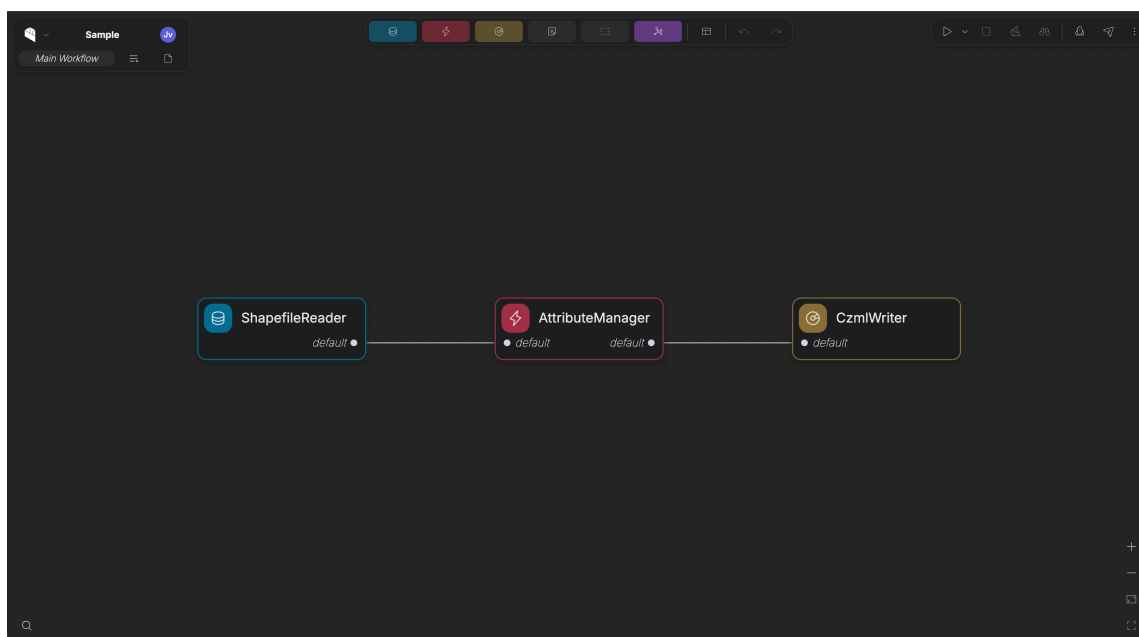 Sample
Jv
Main Workflow
ShapefileReader
default
AttributeManager
default default
CzmlWriter
default